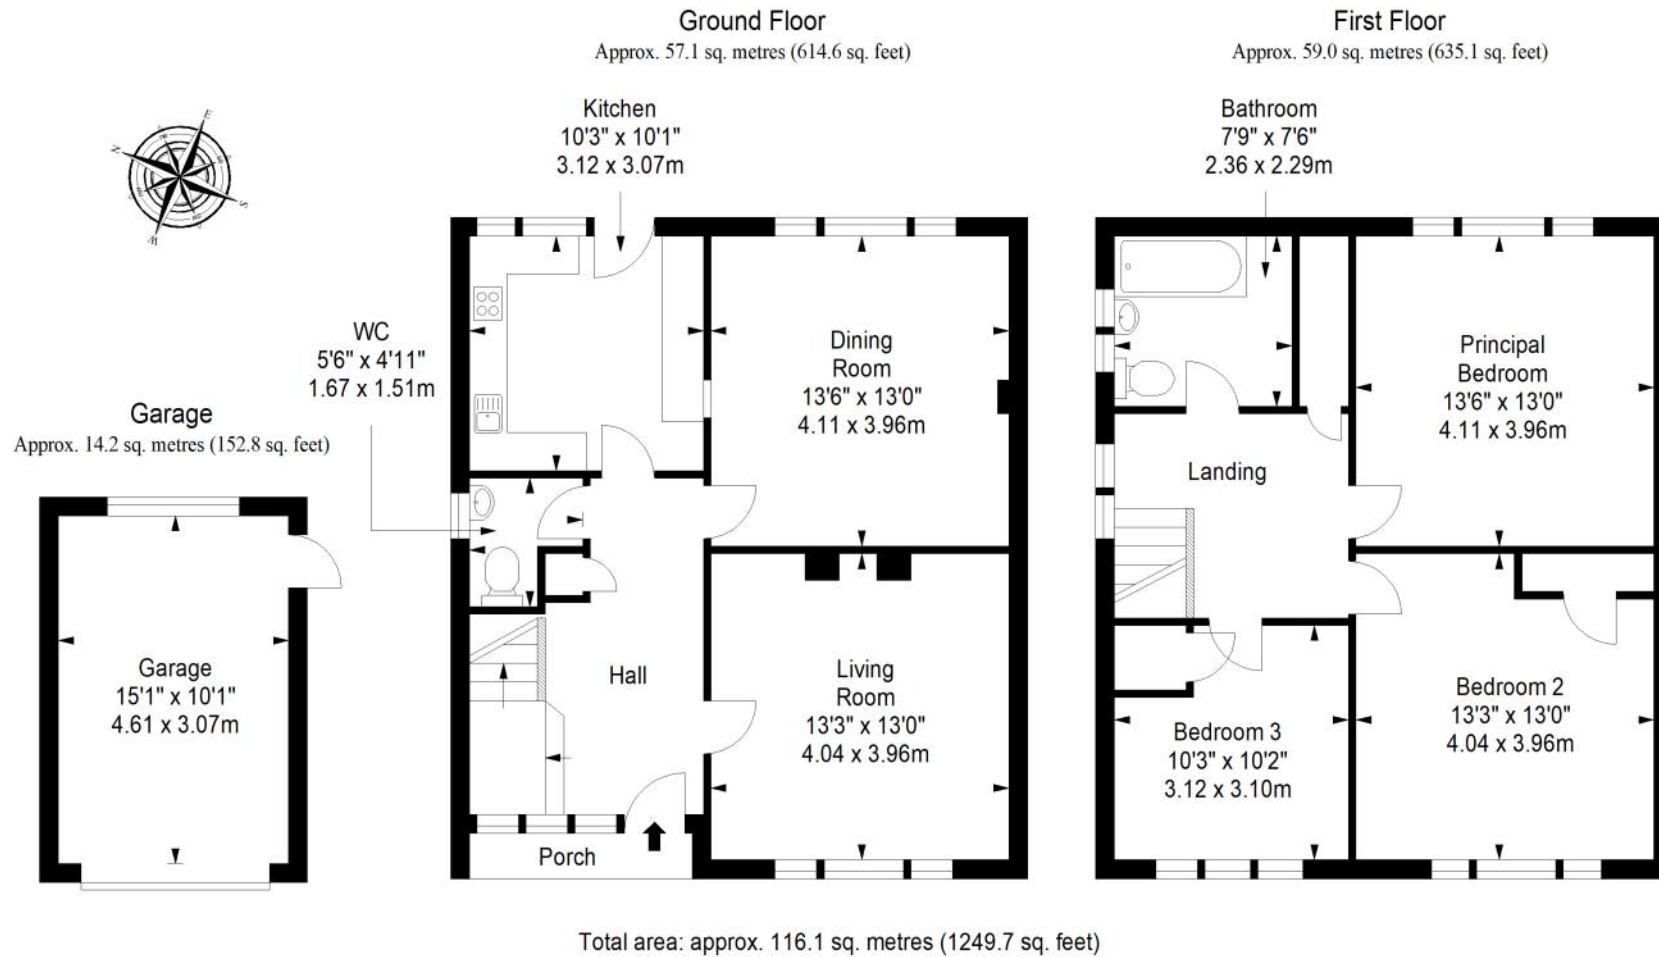 Ground Floor
Approx. 57.1 sq. metres (614.6 sq. feet)
First Floor
Approx. 59.0 sq. metres (635.1 sq. feet)
E
N
S
W
Kitchen
10'3" x 10'1"
3.12 x 3.07m
Bathroom
7'9" x 7'6"
2.36 x 2.29m
WC
5'6" x 4'11"
1.67 x 1.51m
Dining
Room
13'6" x 13'0"
4.11 x 3.96m
Principal
Bedroom
13'6" x 13'0"
4.11 x 3.96m
Garage
Approx. 14.2 sq. metres (152.8 sq. feet)
Landing
Garage
15'1" x 10'1"
4.61 x 3.07m
Hall
Living
Room
13'3" x 13'0"
4.04 x 3.96m
Bedroom 3
10'3" x 10'2"
3.12 x 3.10m
Bedroom 2
13'3" x 13'0"
4.04 x 3.96m
Porch
Total area: approx. 116.1 sq. metres (1249.7 sq. feet)